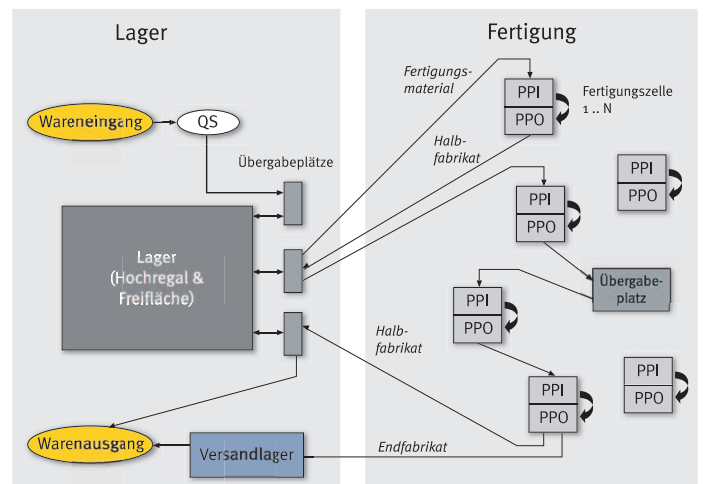 Lager
Fertigung
Wareneingang
QS
Übergabeplätze
Lager
(Hochregal &
Freifläche)
Warenausgang
Versandlager
Fertigungs-
material
Halb-
fabrikat
PPI
PPO
Fertigungszelle
1 .. N
PPI
PPO
PPI
PPO
Übergabe-
platz
PPI
PPO
Halb-
fabrikat
PPI
PPO
PPI
PPO
Endfabrikat